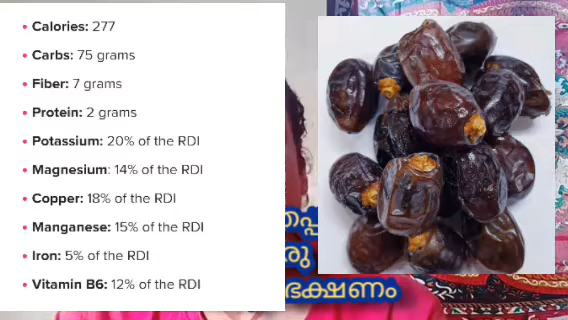 • Calories: 277
• Carbs: 75 grams
• Fiber: 7 grams
• Protein: 2 grams
• Potassium: 20% of the RDI
• Magnesium: 14% of the RDI
• Copper: 18% of the RDI
• Manganese: 15% of the RDI
• Iron: 5% of the RDI
• Vitamin B6: 12% of the RDI
ഭക്ഷണം